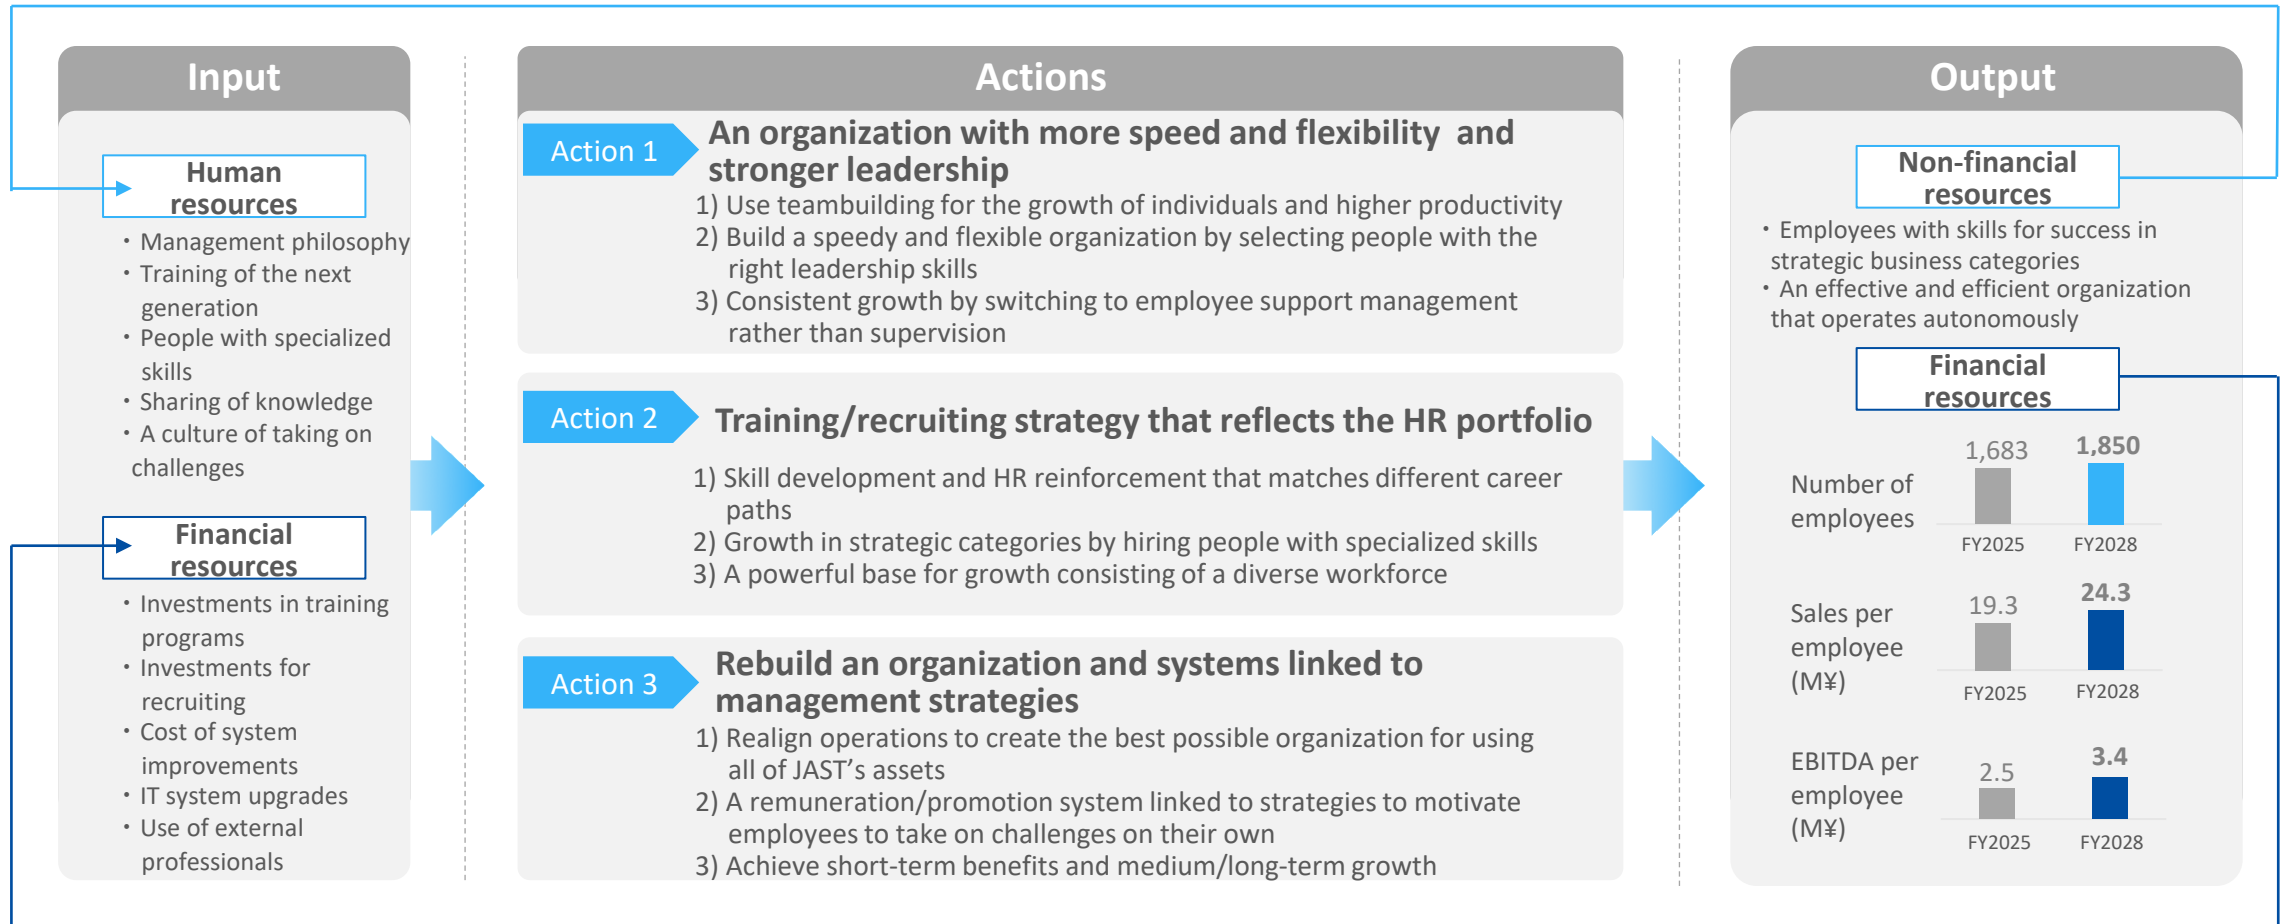 Input
Human
resources
・Management philosophy
・Training of the next
generation
・People with specialized
skills
・Sharing of knowledge
・A culture of taking on
challenges
Financial
resources
・Investments in training
programs
・Investments for
recruiting
・Cost of system
improvements
・IT system upgrades
・Use of external
professionals
Actions
Action 1
An organization with more speed and flexibility and
stronger leadership
1) Use teambuilding for the growth of individuals and higher productivity
2) Build a speedy and flexible organization by selecting people with the
right leadership skills
3) Consistent growth by switching to employee support management
rather than supervision
Action 2
Training/recruiting strategy that reflects the HR portfolio
1) Skill development and HR reinforcement that matches different career
paths
2) Growth in strategic categories by hiring people with specialized skills
3) A powerful base for growth consisting of a diverse workforce
Action 3
Rebuild an organization and systems linked to
management strategies
1) Realign operations to create the best possible organization for using
all of JAST’s assets
2) A remuneration/promotion system linked to strategies to motivate
employees to take on challenges on their own
3) Achieve short-term benefits and medium/long-term growth
Output
Non-financial
resources
・Employees with skills for success in
strategic business categories
・An effective and efficient organization
that operates autonomously
Financial
resources
Number of
employees
1,683
1,850
FY2025
FY2028
Sales per
employee
(M¥)
19.3
24.3
FY2025
FY2028
EBITDA per
employee
(M¥)
2.5
3.4
FY2025
FY2028